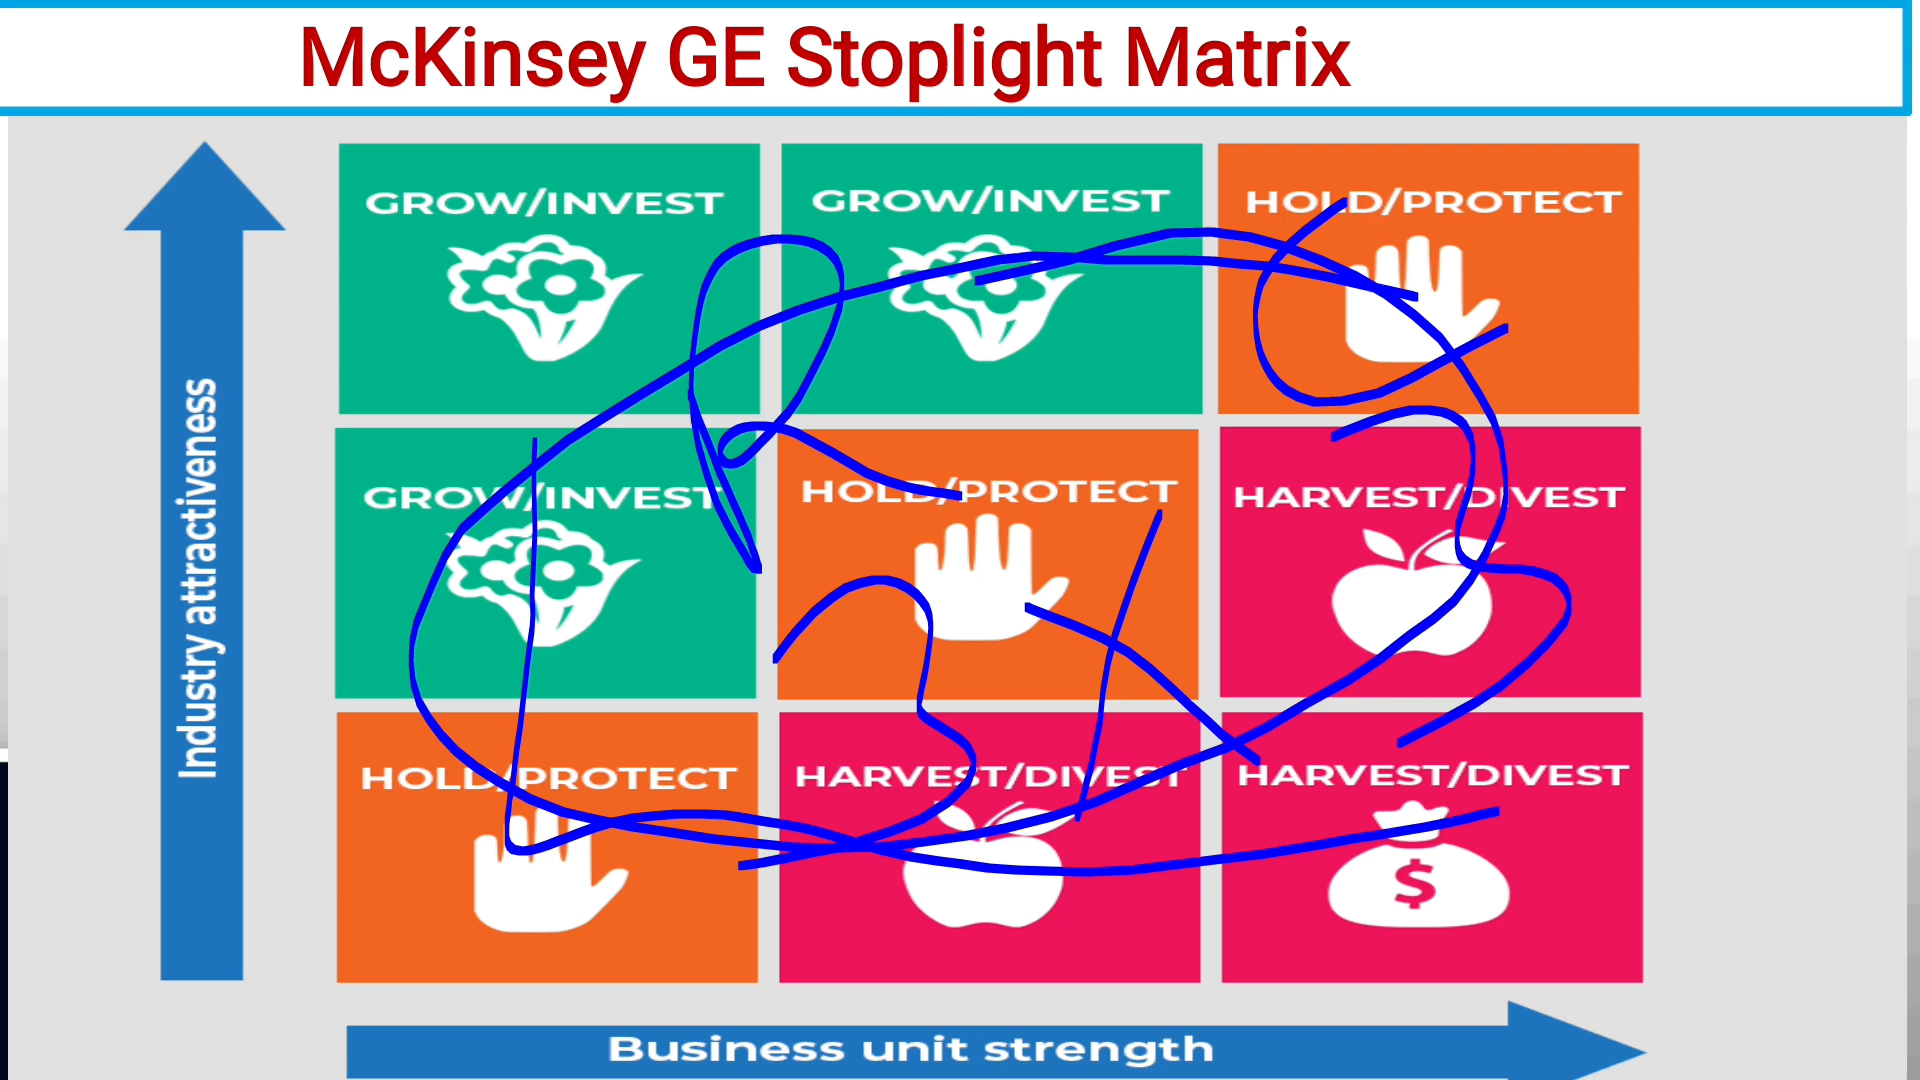 McKinsey GE Stoplight Matrix
GROW/INVEST
GROW/INVEST
HOLD/PROTECT
GROW/INVEST
HOLD/PROTECT
HARVEST/DIVEST
HOLD/PROTECT
HARVEST/DIVEST
HARVEST/DIVEST
$
Industry attractiveness
Business unit strength